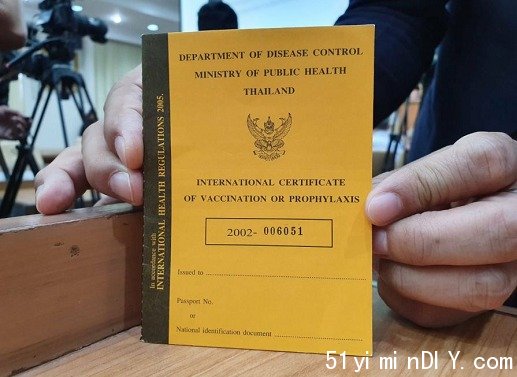 In accordance with
INTERNATIONAL HEALTH REGULATIONS 2005.
DEPARTMENT OF DISEASE CONTROL
MINISTRY OF PUBLIC HEALTH
THAILAND
INTERNATIONAL CERTIFICATE
OF VACCINATION OR PROPHYLAXIS
2002- 006051
Issued to
Passport No.
or
National identification document
51yiminDIY.com